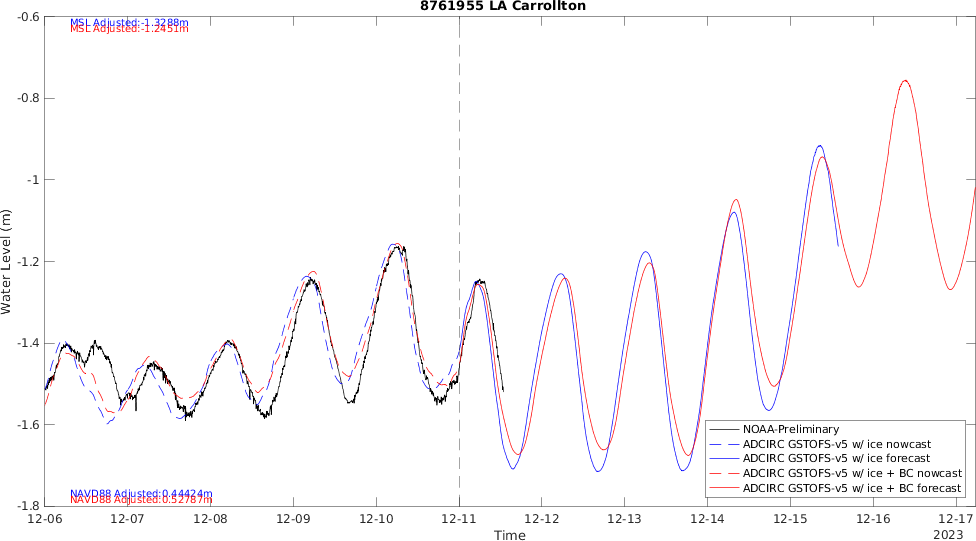 8761955 LA Carrollton
MSL Adjusted:-1.3288m
MSL Adjusted:-1.2451m
-0.6
-0.8
-1
-1.2
-1.4
-1.6
-1.8
Water Level (m)
NAVD88 Adjusted:0.44424m
NAVD88 Adjusted:0.52787m
NOAA-Preliminary
ADCIRC GSTOFS-v5 w/ ice nowcast
ADCIRC GSTOFS-v5 w/ ice forecast
ADCIRC GSTOFS-v5 w/ ice + BC nowcast
ADCIRC GSTOFS-v5 w/ ice + BC forecast
12-06 12-07 12-08 12-09 12-10 12-11 12-12 12-13 12-14 12-15 12-16 12-17
Time
2023